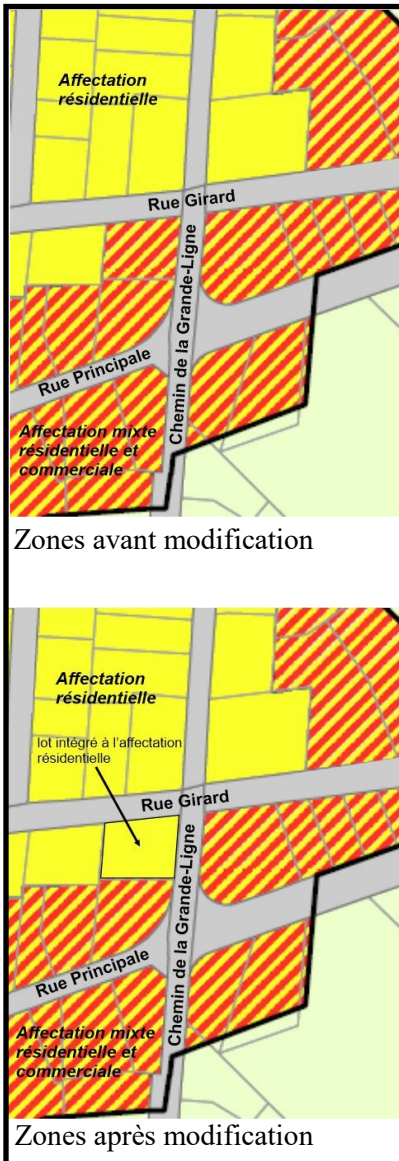 Affectation
résidentielle
Rue Girard
Chemin de la Grande-Ligne
Rue Principale
Affectation mixte
résidentielle et
commerciale
Zones avant modification
Affectation
résidentielle
lot intégré à l'affectation
résidentielle
Rue Girard
Chemin de la Grande-Ligne
Rue Principale
Affectation mixte
résidentielle et
commerciale
Zones après modification